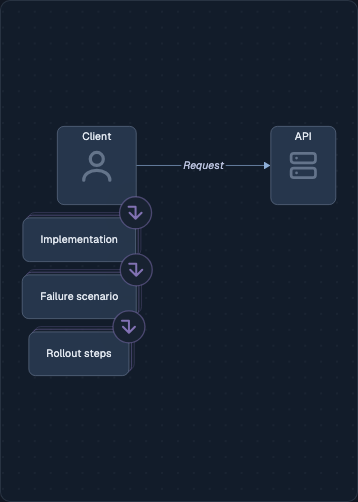 Client
API
Request
Implementation
Failure scenario
Rollout steps